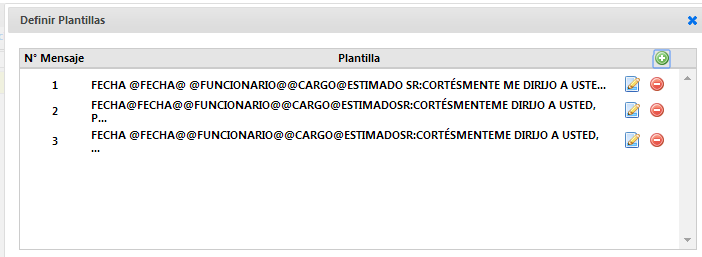 Definir Plantillas
N° Mensaje Plantilla
1 FECHA @FECHA@ @FUNCIONARIO@@CARGO@ESTIMADO SR:CORTÉSMENTE ME DIRIJO A USTE...
2 FECHA@FECHA@@FUNCIONARIO@@CARGO@ESTIMADOSR:CORTÉSMENTEME DIRIJO A USTED,
P...
3 FECHA @FECHA@@FUNCIONARIO@@CARGO@ESTIMADOSR:CORTÉSMENTEME DIRIJO A USTED,
...